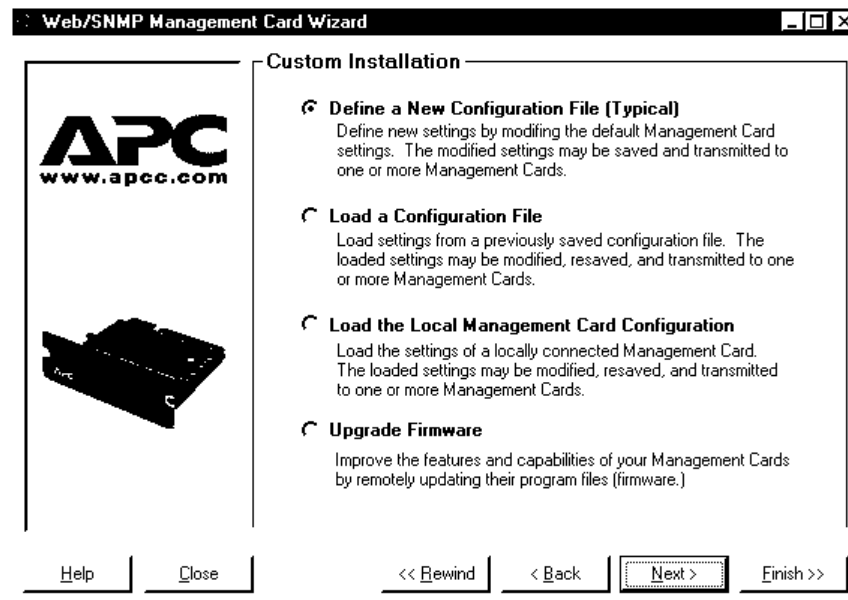 Web/SNMP Management Card Wizard
APC
www.apcc.com
Custom Installation
Define a New Configuration File (Typical)
Define new settings by modifing the default Management Card
settings. The modified settings may be saved and transmitted to
one or more Management Cards.
Load a Configuration File
Load settings from a previously saved configuration file. The
loaded settings may be modified, resaved, and transmitted to one
or more Management Cards.
Load the Local Management Card Configuration
Load the settings of a locally connected Management Card.
The loaded settings may be modified, resaved, and transmitted
to one or more Management Cards.
Upgrade Firmware
Improve the features and capabilities of your Management Cards
by remotely updating their program files (firmware.)
APC
Help
Close
<< Rewind
< Back
Next >
Finish >>